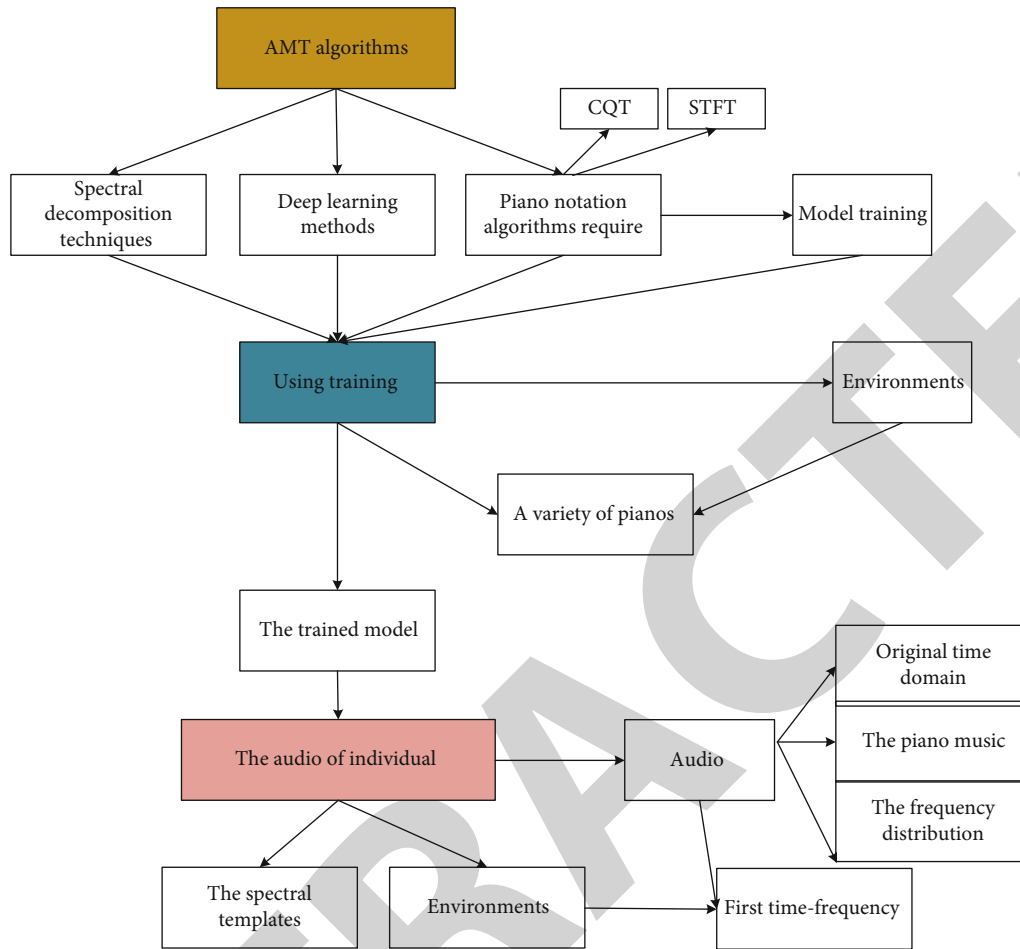 AMT algorithms
CQT
STFT
Spectral
decomposition
techniques
Deep learning
methods
Piano notation
algorithms require
Model training
Using training
Environments
A variety of pianos
The trained model
Original time
domain
The audio of individual
Audio
The piano music
The frequency
distribution
The spectral
templates
Environments
First time-frequency